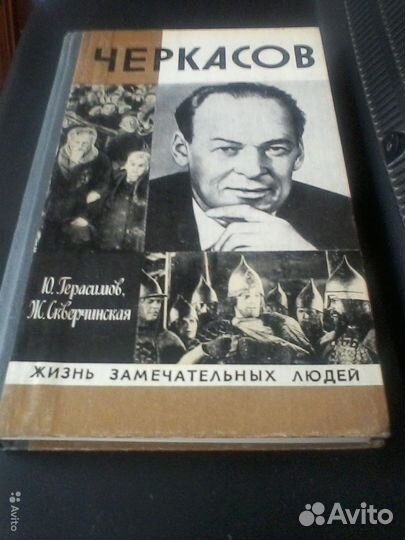 ЧЕРКАСОВ
Ю. Герасимов,
Ж. Скверчинская
ЖИЗНЬ ЗАМЕЧАТЕЛЬНЫХ ЛЮДЕЙ
Avito
Avito